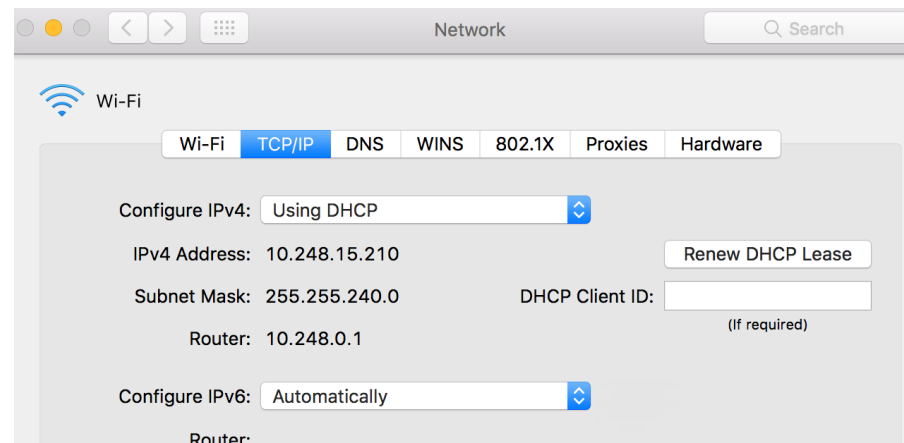 Network
Search
Wi-Fi
Wi-Fi TCP/IP DNS WINS 802.1X Proxies Hardware
Configure IPv4: Using DHCP
IPv4 Address: 10.248.15.210 Renew DHCP Lease
Subnet Mask: 255.255.240.0 DHCP Client ID:
(If required)
Router: 10.248.0.1
Configure IPv6: Automatically
Router: